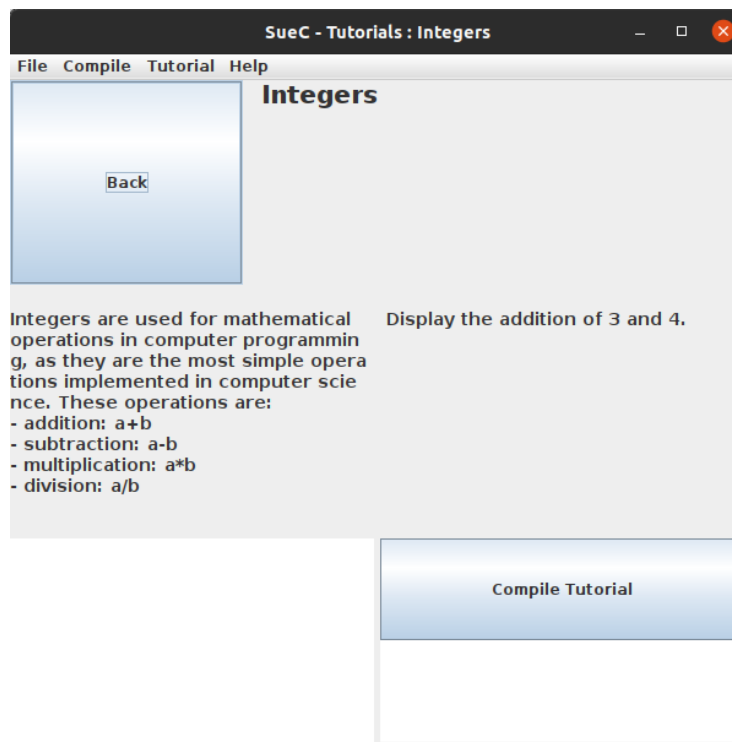 SueC - Tutorials : Integers
File Compile Tutorial Help
Integers
Back
Integers are used for mathematical
operations in computer programmin
g, as they are the most simple opera
tions implemented in computer scie
nce. These operations are:
- addition: a+b
- subtraction: a-b
- multiplication: a*b
- division: a/b
Display the addition of 3 and 4.
Compile Tutorial